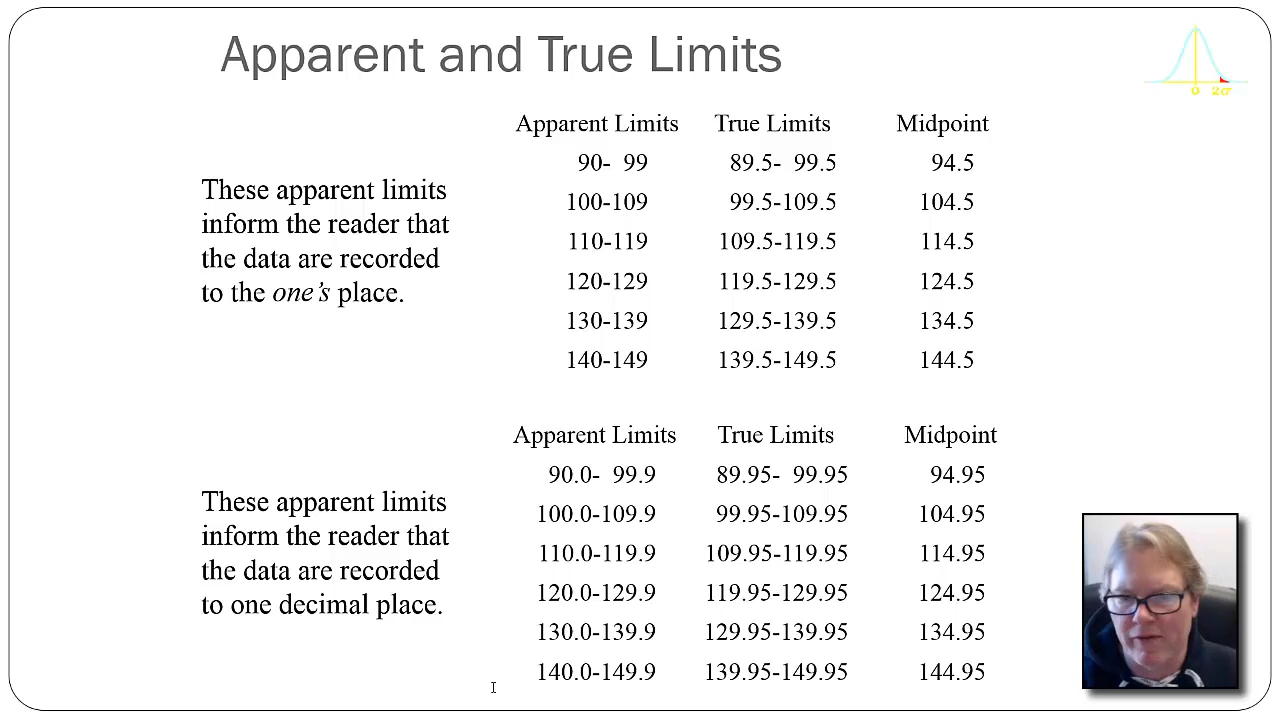 Apparent and True Limits
0 2σ
These apparent limits
inform the reader that
the data are recorded
to the one's place.
Apparent Limits True Limits Midpoint
90- 99 89.5- 99.5 94.5
100-109 99.5-109.5 104.5
110-119 109.5-119.5 114.5
120-129 119.5-129.5 124.5
130-139 129.5-139.5 134.5
140-149 139.5-149.5 144.5
These apparent limits
inform the reader that
the data are recorded
to one decimal place.
Apparent Limits True Limits Midpoint
90.0- 99.9 89.95- 99.95 94.95
100.0-109.9 99.95-109.95 104.95
110.0-119.9 109.95-119.95 114.95
120.0-129.9 119.95-129.95 124.95
130.0-139.9 129.95-139.95 134.95
140.0-149.9 139.95-149.95 144.95